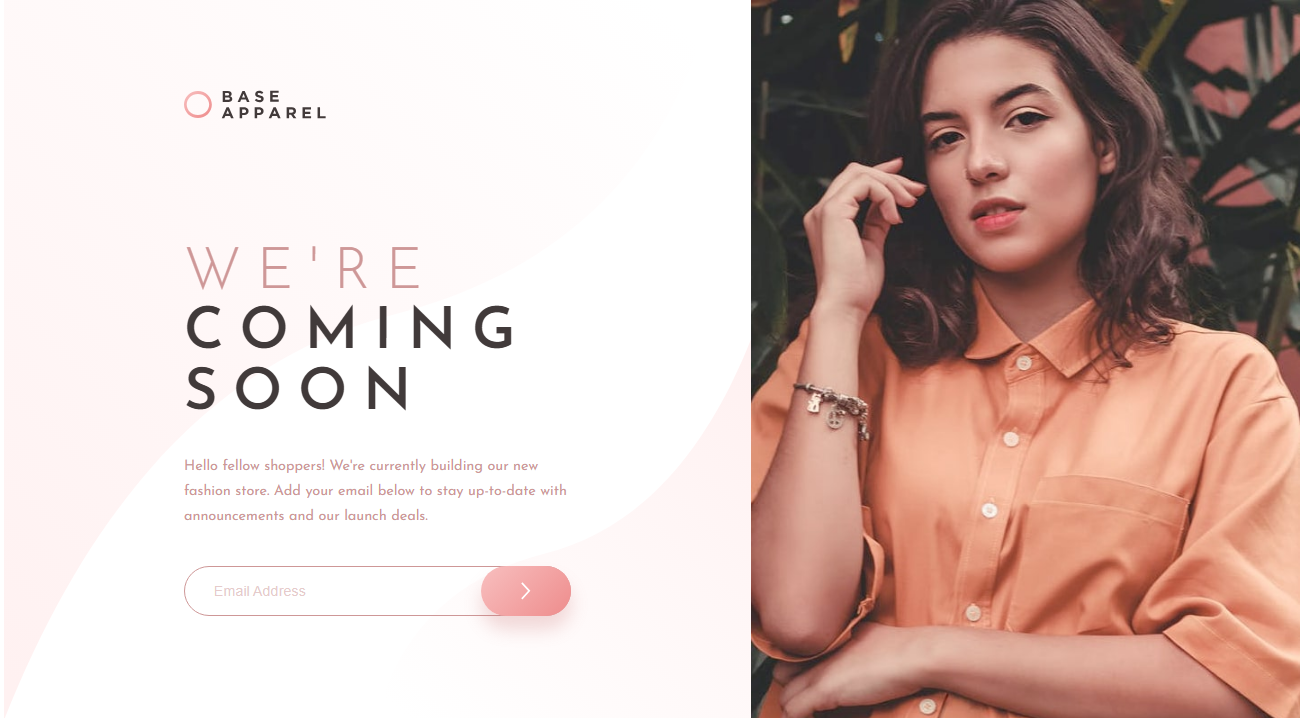 BASE
APPAREL
WE'RE
COMING
SOON
Hello fellow shoppers! We're currently building our new
fashion store. Add your email below to stay up-to-date with
announcements and our launch deals.
Email Address